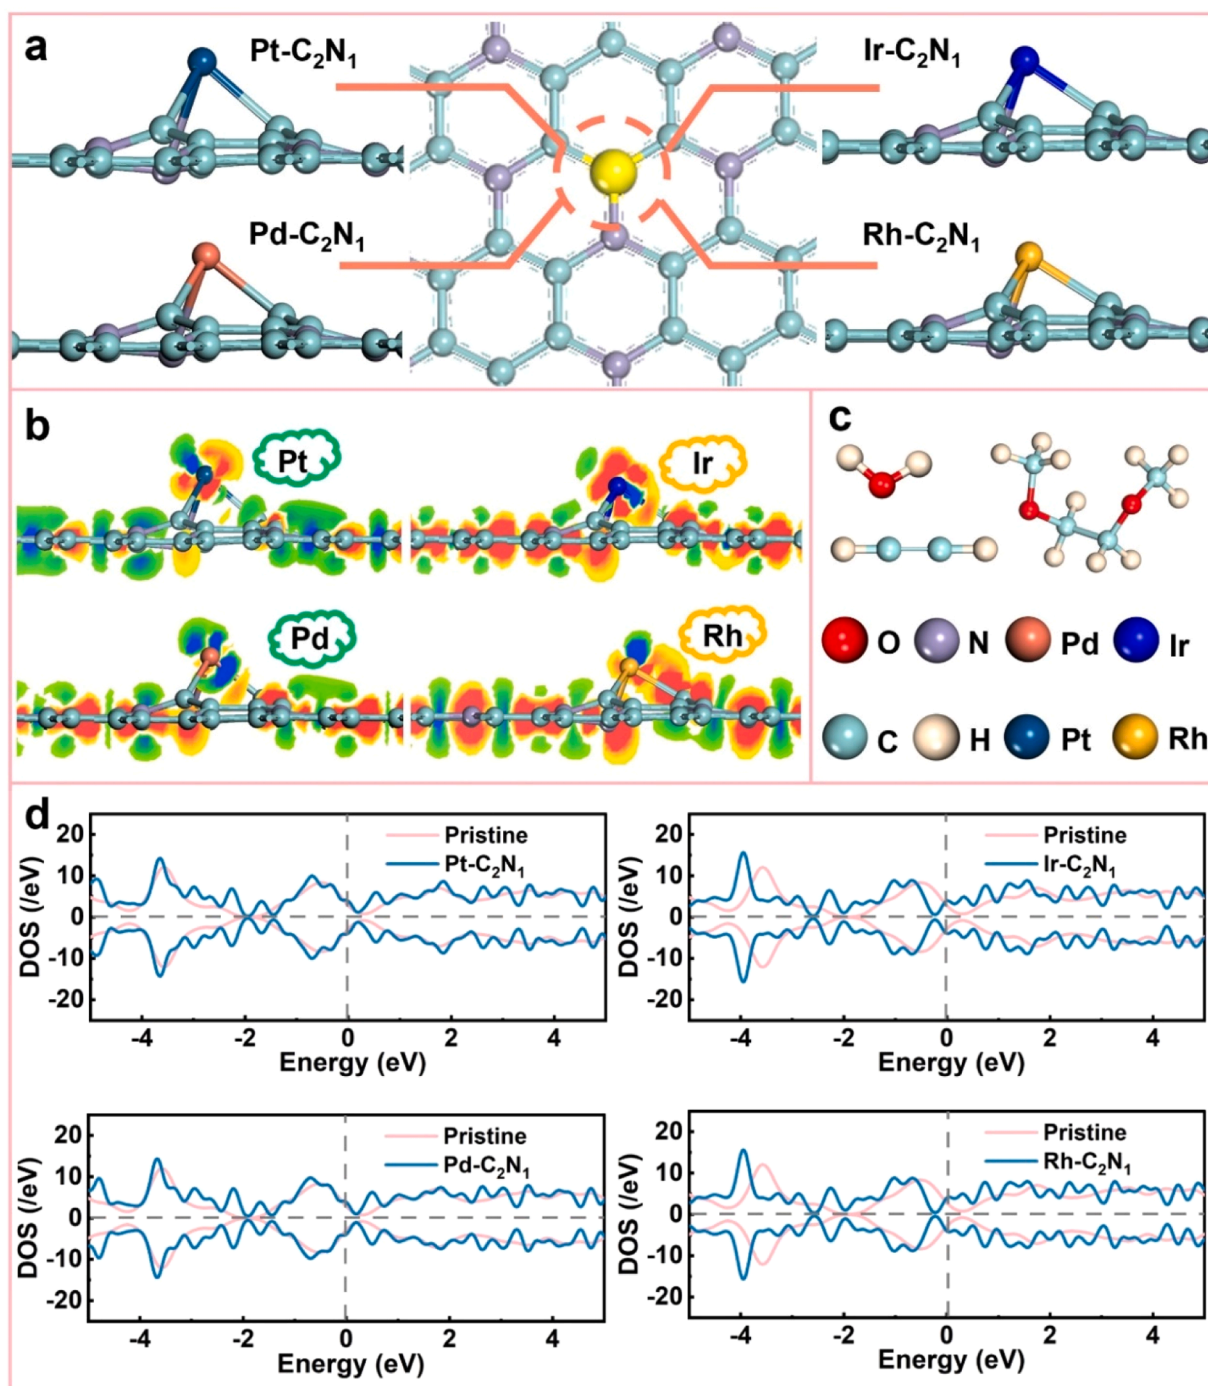 a
Pt-C₂N₁
Ir-C₂N₁
Pd-C₂N₁
Rh-C₂N₁
b
Pt
Ir
Pd
Rh
c
O N Pd Ir
C H Pt Rh
d
DOS (/eV)
20
10
0
-10
-20
Pristine
Pt-C₂N₁
-4 -2 0 2 4
Energy (eV)
DOS (/eV)
20
10
0
-10
-20
Pristine
Ir-C₂N₁
-4 -2 0 2 4
Energy (eV)
DOS (/eV)
20
10
0
-10
-20
Pristine
Pd-C₂N₁
-4 -2 0 2 4
Energy (eV)
DOS (/eV)
20
10
0
-10
-20
Pristine
Rh-C₂N₁
-4 -2 0 2 4
Energy (eV)